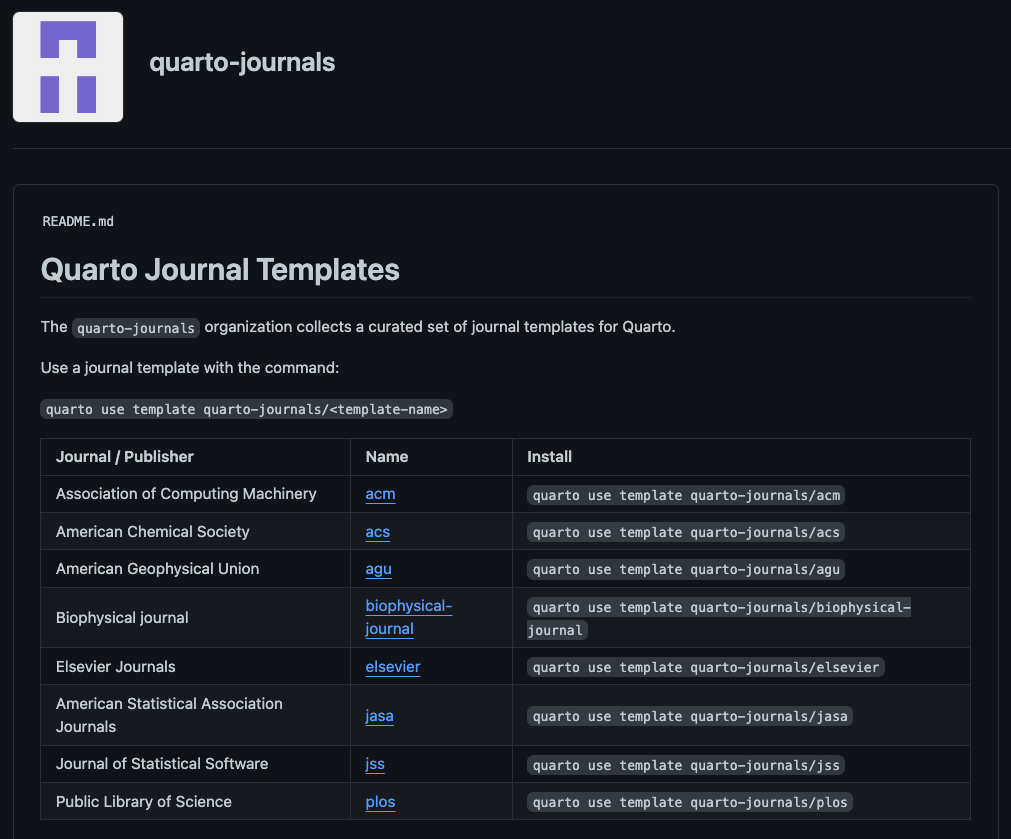 quarto-journals
README.md
Quarto Journal Templates
The quarto-journals organization collects a curated set of journal templates for Quarto.
Use a journal template with the command:
quarto use template quarto-journals/<template-name>
Journal / Publisher Name Install
Association of Computing Machinery acm quarto use template quarto-journals/acm
American Chemical Society acs quarto use template quarto-journals/acs
American Geophysical Union agu quarto use template quarto-journals/agu
Biophysical journal biophysical- quarto use template quarto-journals/biophysical-
journal journal
Elsevier Journals elsevier quarto use template quarto-journals/elsevier
American Statistical Association
Journals jasa quarto use template quarto-journals/jasa
Journal of Statistical Software jss quarto use template quarto-journals/jss
Public Library of Science plos quarto use template quarto-journals/plos